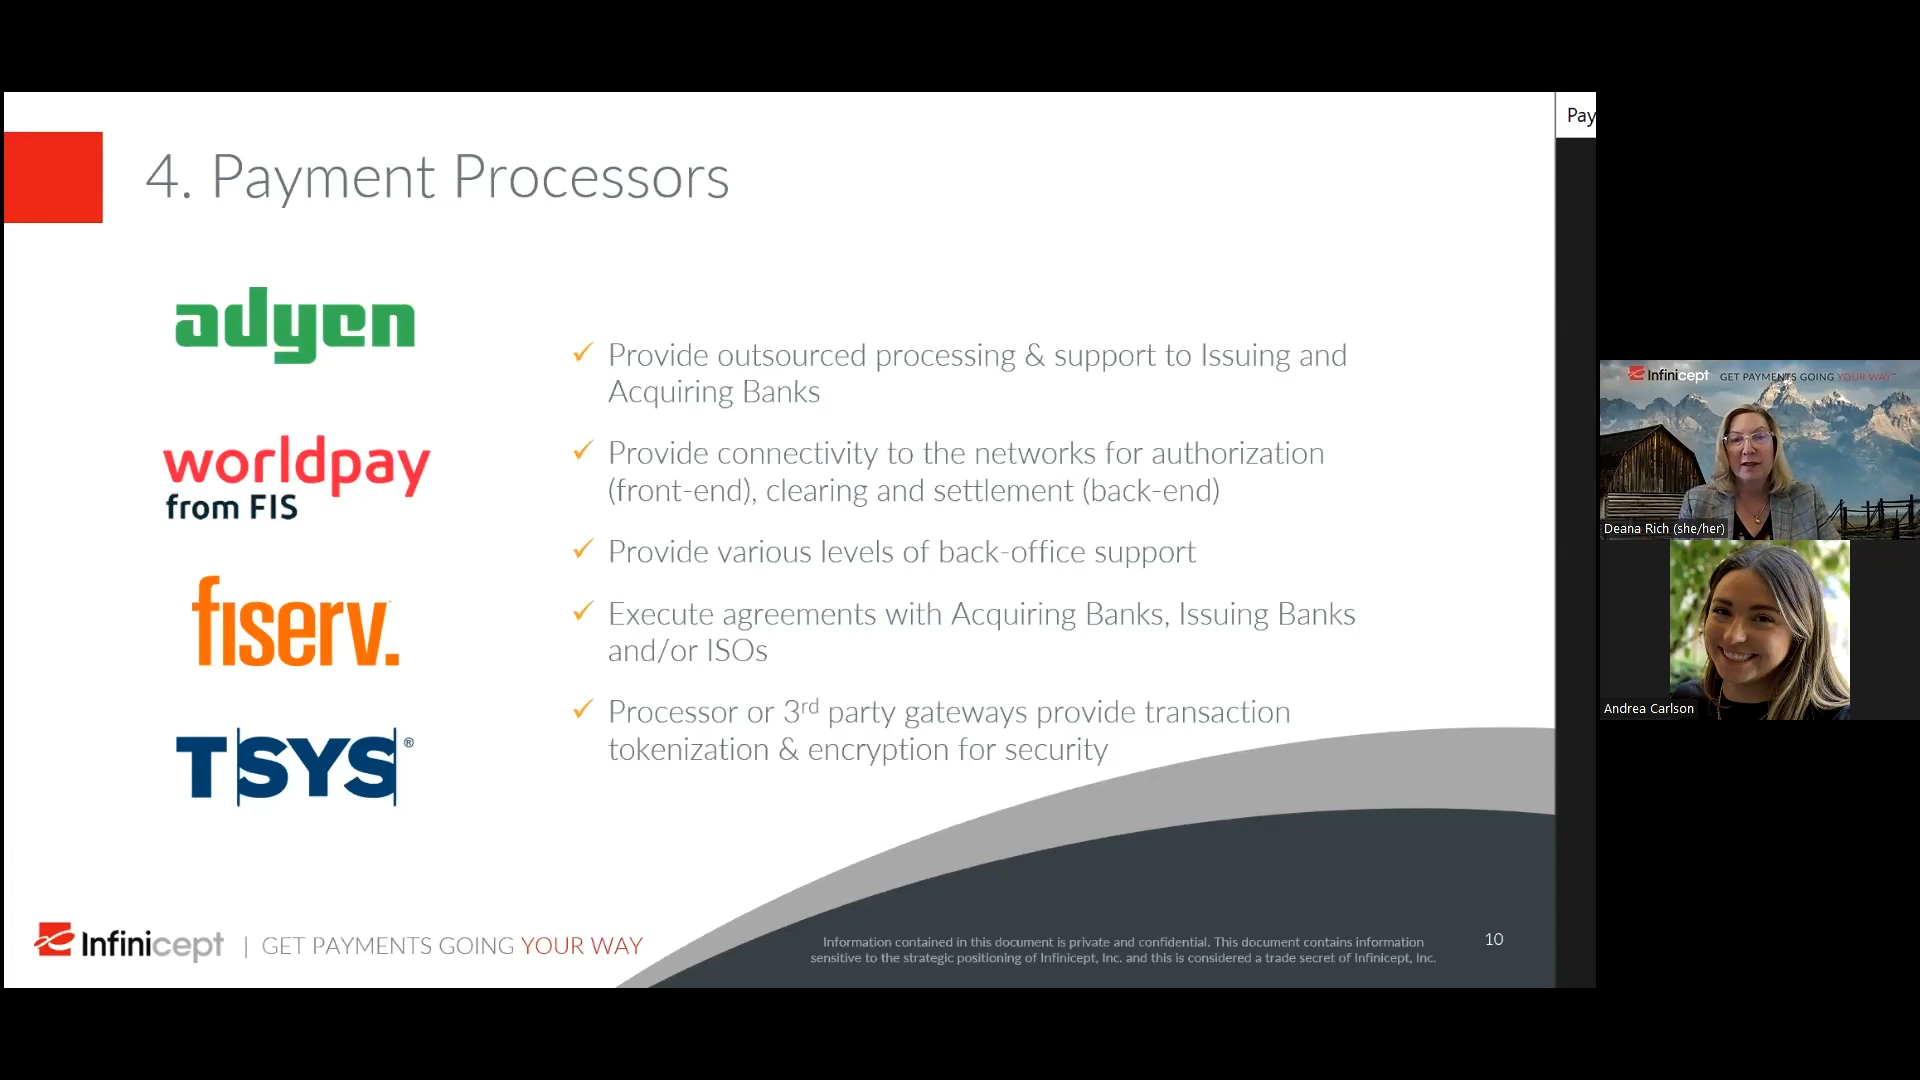 Pay
4. Payment Processors
adyen
worldpay
from FIS
fiserv.
TSYS®
✓ Provide outsourced processing & support to Issuing and
Acquiring Banks
✓ Provide connectivity to the networks for authorization
(front-end), clearing and settlement (back-end)
✓ Provide various levels of back-office support
✓ Execute agreements with Acquiring Banks, Issuing Banks
and/or ISOs
✓ Processor or 3rd party gateways provide transaction
tokenization & encryption for security
Infinicept | GET PAYMENTS GOING YOUR WAY
Information contained in this document is private and confidential. This document contains information
sensitive to the strategic positioning of Infinicept, Inc. and this is considered a trade secret of Infinicept, Inc.
10
Infinicept GET PAYMENTS GOING YOUR WAY™
Deana Rich (she/her)
Andrea Carlson